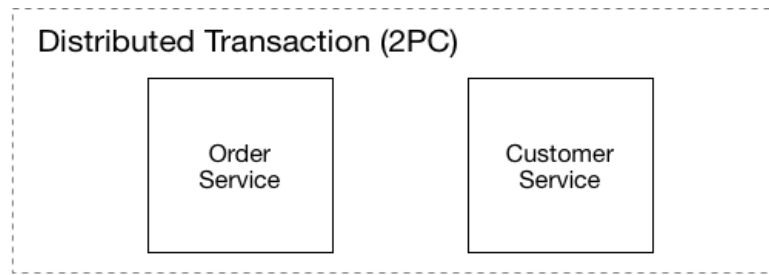 Distributed Transaction (2PC)
Order
Service
Customer
Service